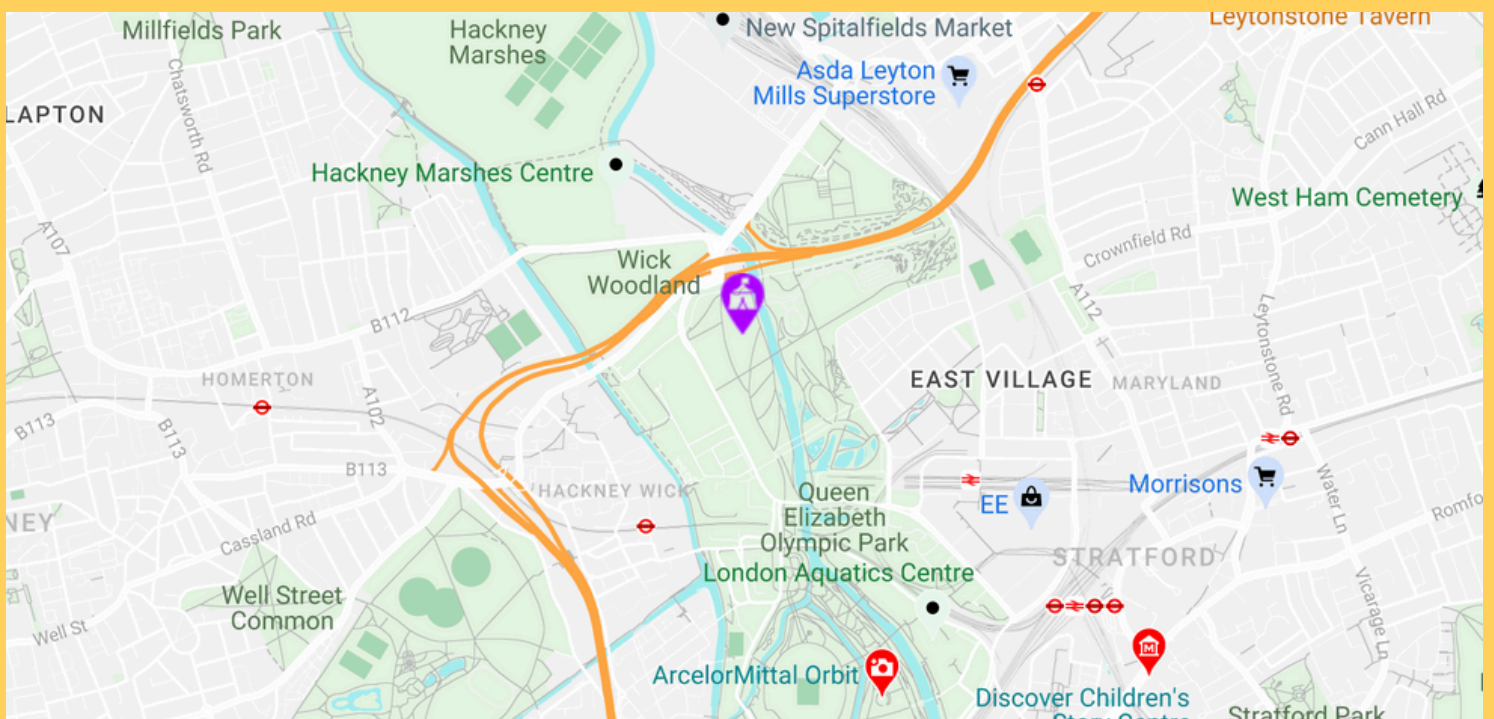 Leytonstone Tavern
Millfields Park
Hackney
Marshes
New Spitalfields Market
Asda Leyton
Mills Superstore
Chatsworth Rd
LAPTON
Cann Hall Rd
Hackney Marshes Centre
West Ham Cemetery
A107
Crownfield Rd
Wick
Woodland
A112
B112
Leytonstone Rd
HOMERTON
EAST VILLAGE
MARYLAND
A102
B113
B113
B113
HACKNEY WICK
Queen
Elizabeth
Olympic Park
EE
Morrisons
Water Ln
Romfo
NEY
Cassland Rd
STRATFORD
London Aquatics Centre
Well Street
Common
Vicarage Ln
Well St
M
ArcelorMittal Orbit
Discover Children's
Story Centre
Stratford Park